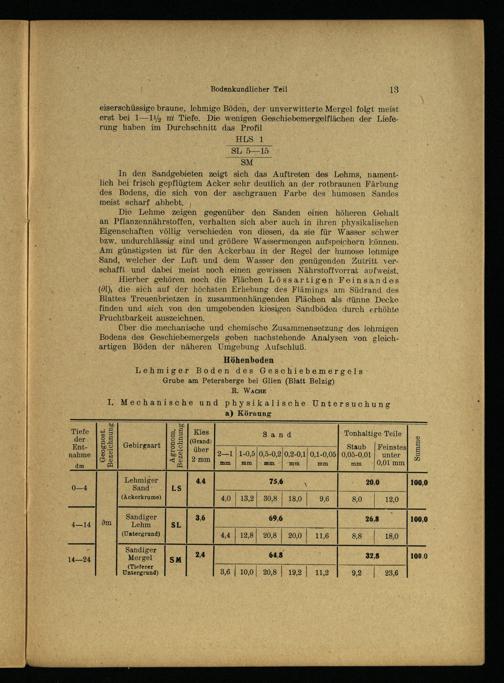 Bodenkundlicher Teil 13
eiserschüssige braune, lehmige Böden, der unverwitterte Mergel folgt meist
erst bei 1—1½ m Tiefe. Die wenigen Geschiebemergelflächen der Liefe-
rung haben im Durchschnitt das Profil
HLS 1
SL 5—15
SM
In den Sandgebieten zeigt sich das Auftreten des Lehms, nament-
lich bei frisch gepflügtem Acker sehr deutlich an der rotbraunen Färbung
des Bodens, die sich von der aschgrauen Farbe des humosen Sandes
meist scharf abhebt.
Die Lehme zeigen gegenüber den Sanden einen höheren Gehalt
an Pflanzennährstoffen, verhalten sich aber auch in ihren physikalischen
Eigenschaften völlig verschieden von diesen, da sie für Wasser schwer
bzw. undurchlässig sind und größere Wassermengen aufspeichern können.
Am günstigsten ist für den Ackerbau in der Regel der humose lehmige
Sand, welcher der Luft und dem Wasser den genügenden Zutritt ver-
schafft und dabei meist noch einen gewissen Nährstoffvorrat aufweist.
Hierher gehören noch die Flächen Lössartigen Feinsandes
(∂l), die sich auf der höchsten Erhebung des Flämings am Südrand des
Blattes Treuenbrietzen in zusammenhängenden Flächen als dünne Decke
finden und sich von den umgebenden kiesigen Sandböden durch erhöhte
Fruchtbarkeit auszeichnen.
Über die mechanische und chemische Zusammensetzung des lehmigen
Bodens des Geschiebemergels geben nachstehende Analysen von gleich-
artigen Böden der näheren Umgebung Aufschluß.
Höhenboden
Lehmiger Boden des Geschiebemergels
Grube am Petersberge bei Glien (Blatt Belzig)
R. Wache
I. Mechanische und physikalische Untersuchung
a) Körnung
Tiefe der Ent- nahme dm
Geognost. Bezeichnung
Gebirgsart
Agronom. Bezeichnung
Kies (Grand) über 2 mm
Sand
2—1 mm 1-0,5 mm 0,5-0,2 mm 0,2-0,1 mm 0,1-0,05 mm
Tonhaltige Teile
Staub 0,05-0,01 mm Feinstes unter 0,01 mm
Summe
0—4 Lehmiger Sand (Ackerkrume) LS 4.4 75,6 20.0 100,0
4,0 13,2 30,8 18,0 9,6 8,0 12,0
4—14 ∂m Sandiger Lehm (Untergrund) SL 3,6 69,6 26.8 100,0
4,4 12,8 20,8 20,0 11,6 8,8 18,0
14—24 Sandiger Mergel (Tieferer Untergrund) SM 2,4 64,8 32,8 100.0
3,6 10,0 20,8 19,2 11,2 9,2 23,6